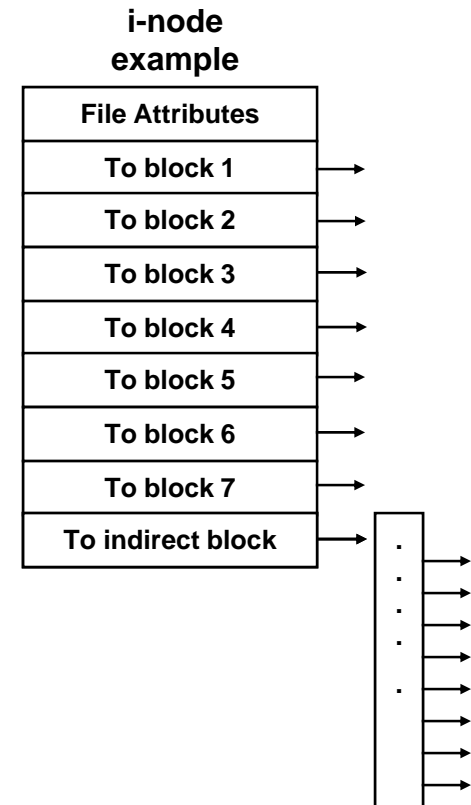 i-node
example
File Attributes
To block 1
To block 2
To block 3
To block 4
To block 5
To block 6
To block 7
To indirect block
.
.
.
.
.